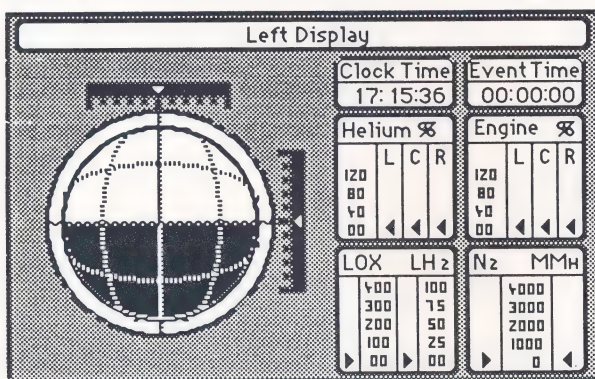 Left Display
Clock Time
17:15:36
Event Time
00:00:00
Helium %
L C R
120
80
40
00
Engine %
L C R
120
80
40
00
LOX LH2
400 100
300 75
200 50
100 25
00 00
N2 MMH
4000
3000
2000
1000
0